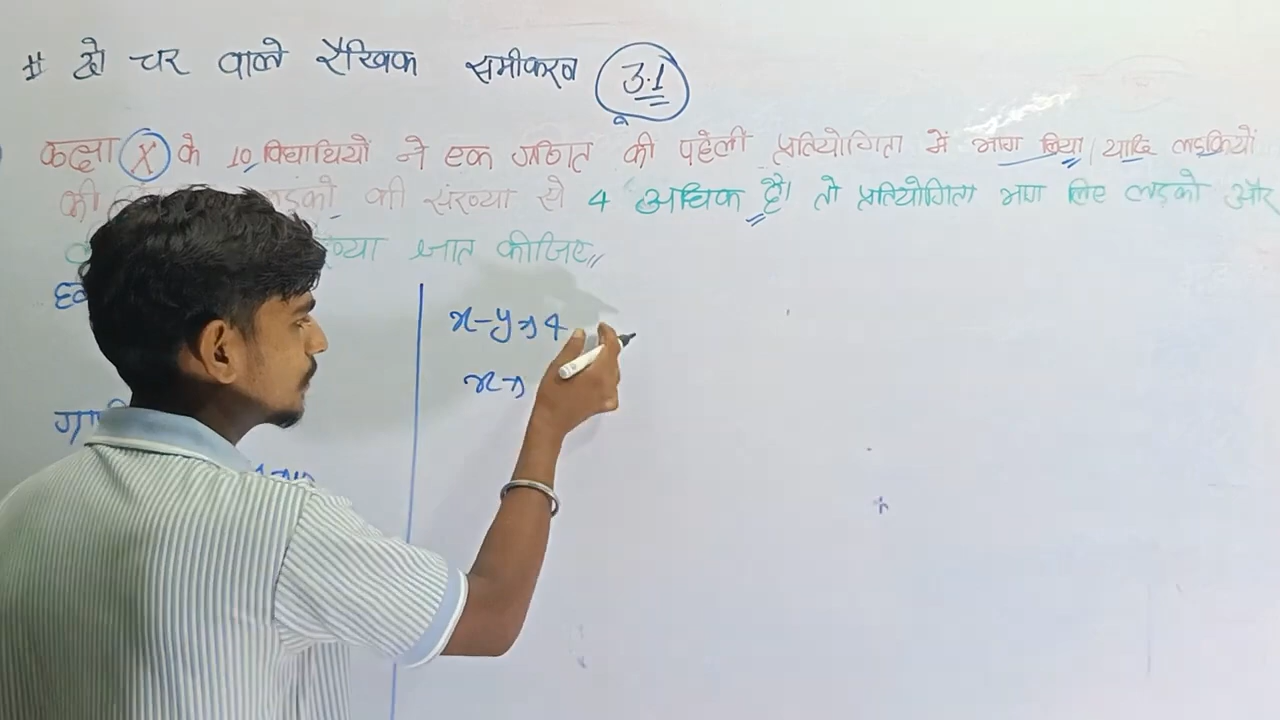 # दो चर वाले रैखिक समीकरण 3.1
कक्षा X के 10 विद्यार्थियों ने एक गणित की पहेली प्रतियोगिता में भाग लिया। यदि लड़कियों
की लड़को की संख्या से 4 अधिक है। तो प्रतियोगिता भाग लिए लड़को और
ज्ञात कीजिए,,
x-y⇒4
x⇒